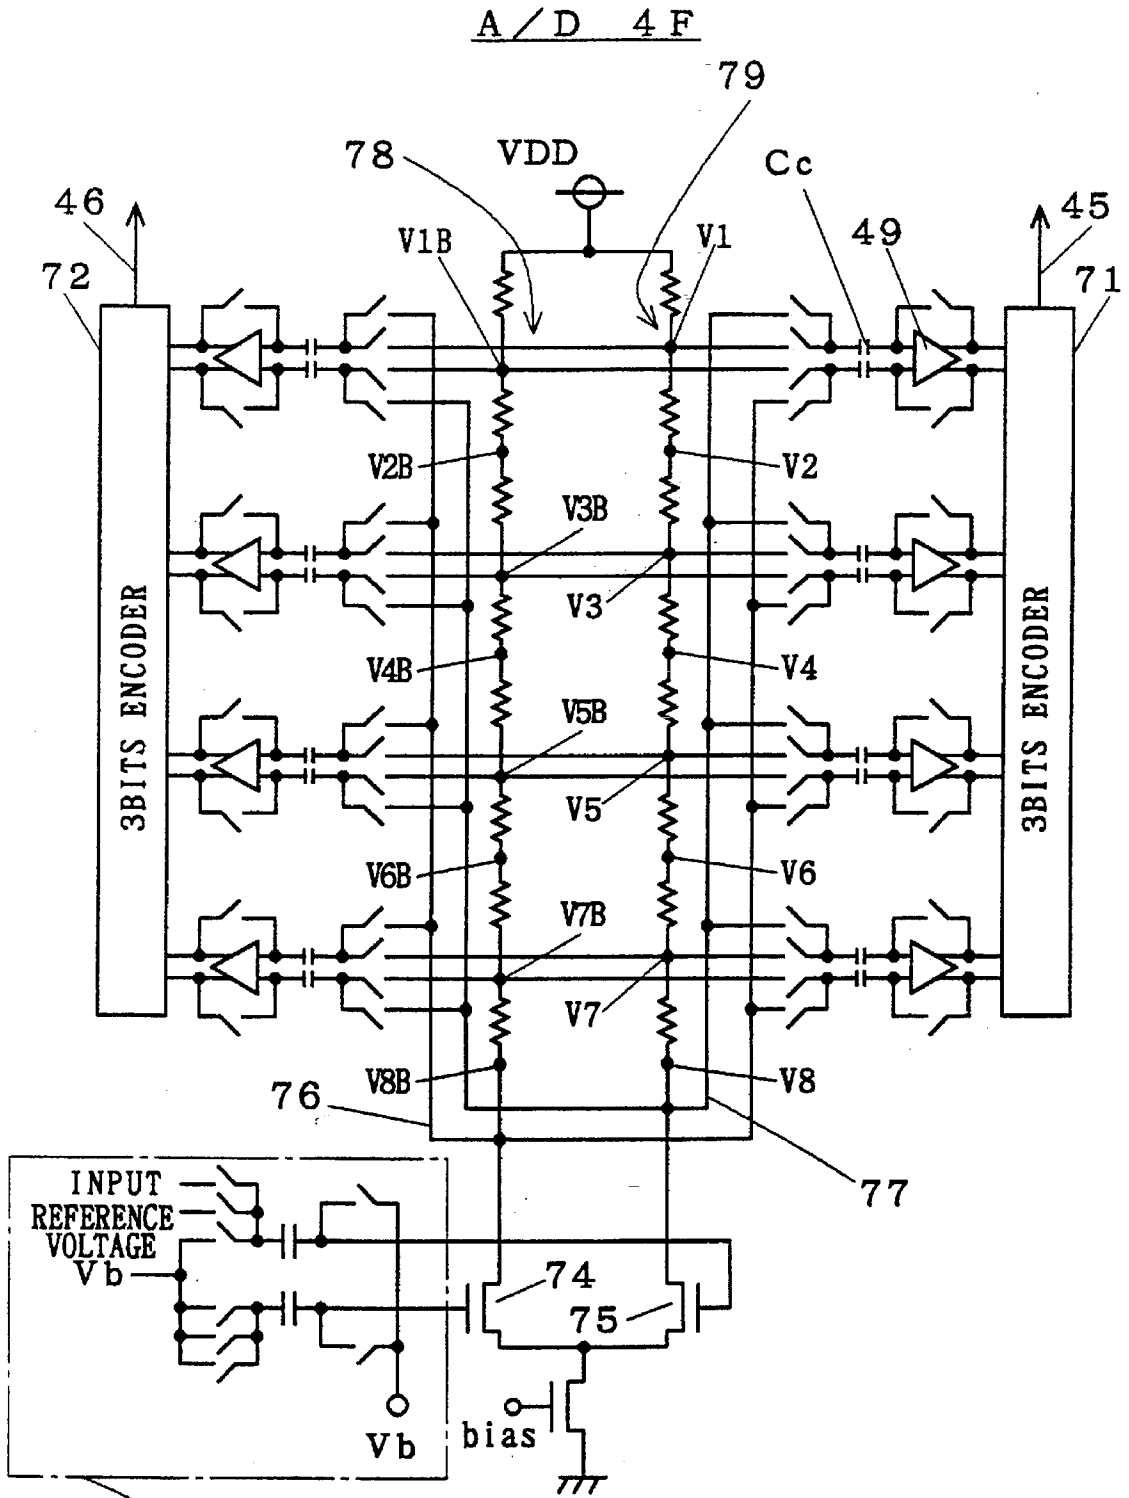 A/D 4F
79
78
VDD
Cc
46
45
V1B
V1
49
72
71
V2B
V2
V3B
V3
V4B
V4
3BITS ENCODER
3BITS ENCODER
V5B
V5
V6B
V6
V7B
V7
V8B
V8
76
77
INPUT
REFERENCE
VOLTAGE
Vb
74
75
bias
Vb